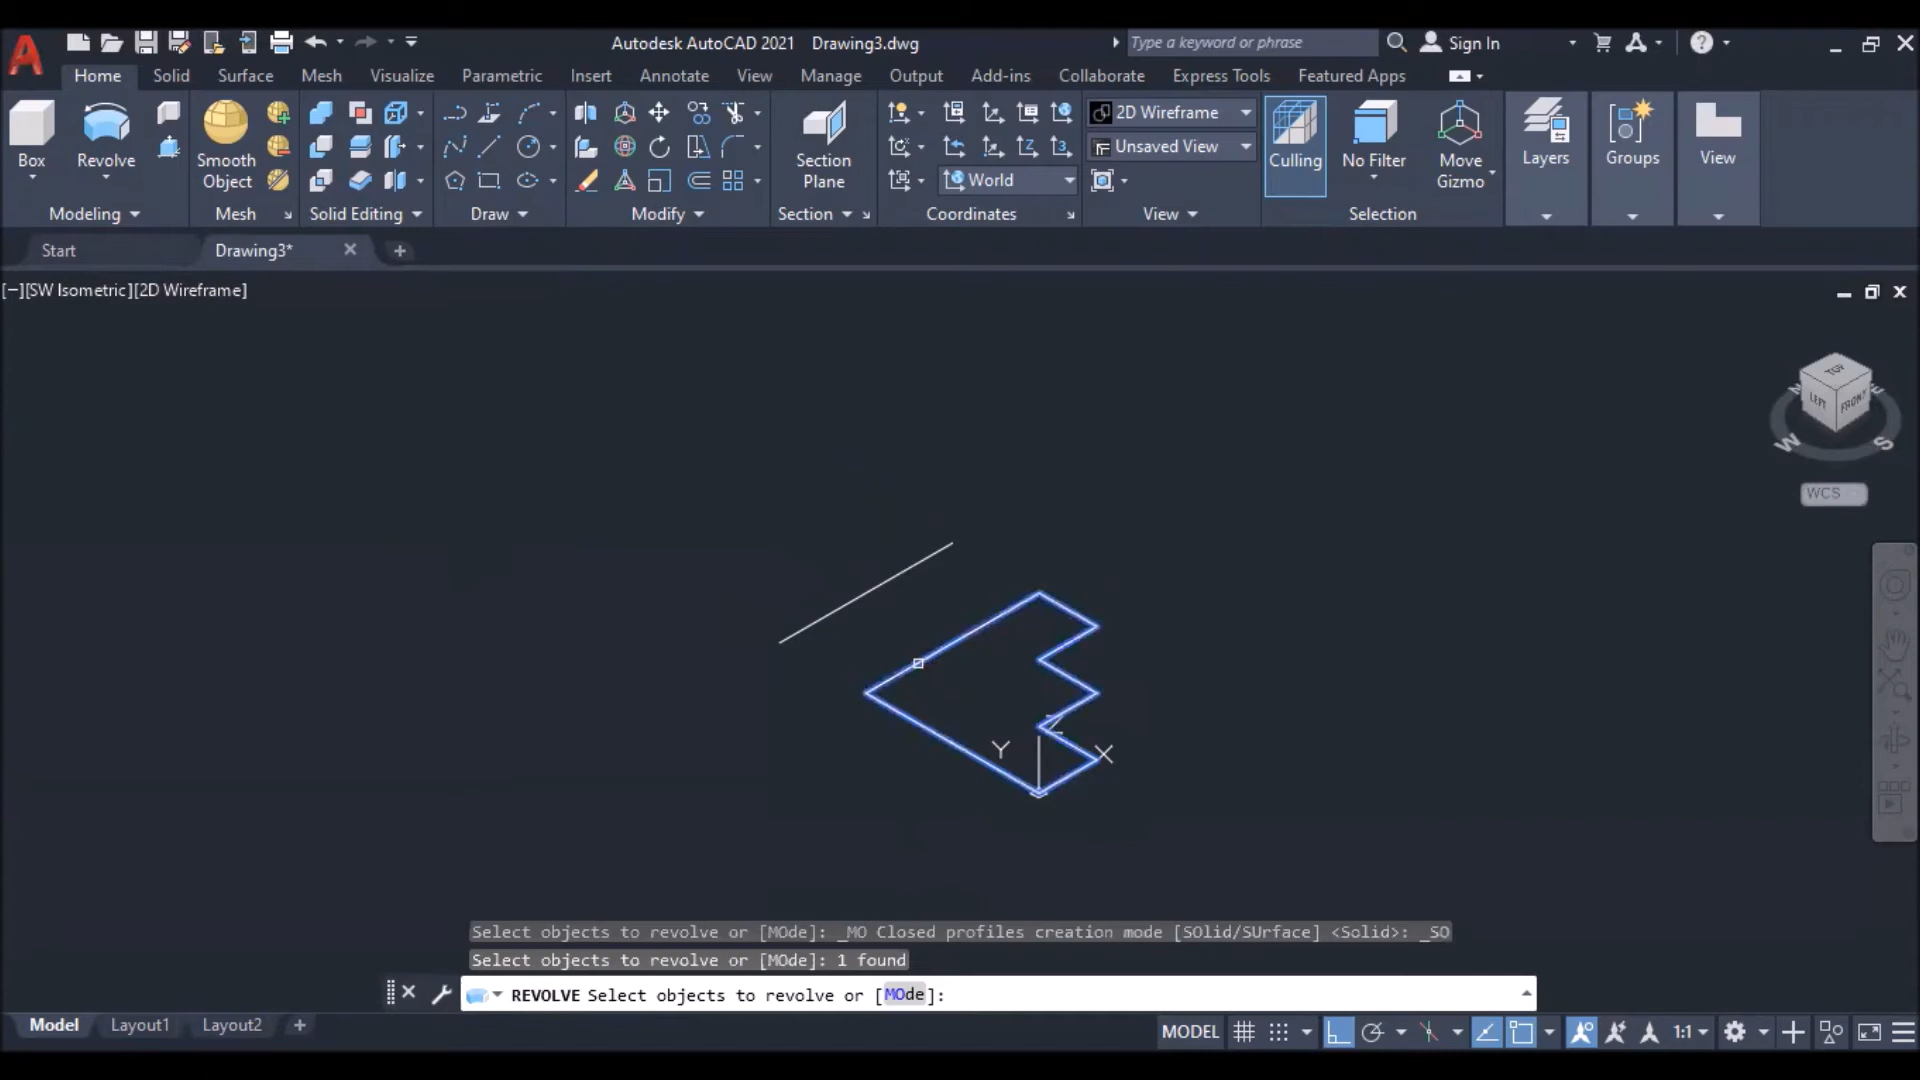 Autodesk AutoCAD 2021 Drawing3.dwg
Type a keyword or phrase
Sign In
Home Solid Surface Mesh Visualize Parametric Insert Annotate View Manage Output Add-ins Collaborate Express Tools Featured Apps
2D Wireframe
Unsaved View
World
Box
Revolve
Smooth
Object
Section
Plane
Culling
No Filter
Move
Gizmo
Layers
Groups
View
Modeling
Mesh
Solid Editing
Draw
Modify
Section
Coordinates
View
Selection
Start
Drawing3*
[−][SW Isometric][2D Wireframe]
TOP
LEFT
FRONT
N
E
W
S
WCS
Z
Y
X
Select objects to revolve or [MOde]: _MO Closed profiles creation mode [SOlid/SUrface] <Solid>: _SO
Select objects to revolve or [MOde]: 1 found
REVOLVE Select objects to revolve or [MOde]:
Model Layout1 Layout2
MODEL
1:1